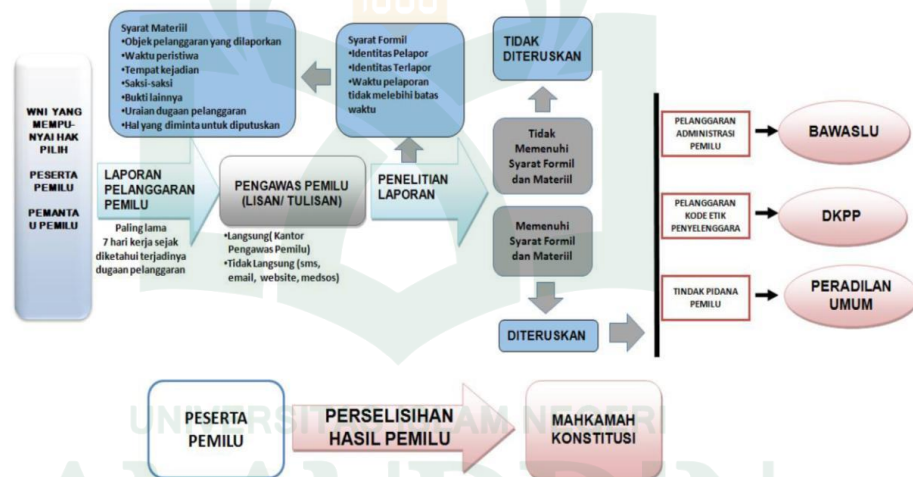 Syarat Materiil
•Objek pelanggaran yang dilaporkan
•Waktu peristiwa
•Tempat kejadian
•Saksi-saksi
•Bukti lainnya
•Uraian dugaan pelanggaran
•Hal yang diminta untuk diputuskan
Syarat Formil
•Identitas Pelapor
•Identitas Terlapor
•Waktu pelaporan
tidak melebihi batas
waktu
TIDAK
DITERUSKAN
WNI YANG
MEMPU-
NYAI HAK
PILIH
PESERTA
PEMILU
PEMANTA
U PEMILU
LAPORAN
PELANGGARAN
PEMILU
Paling lama
7 hari kerja sejak
diketahui terjadinya
dugaan pelanggaran
PENGAWAS PEMILU
(LISAN/ TULISAN)
•Langsung( Kantor
Pengawas Pemilu)
•Tidak Langsung (sms,
email, website, medsos)
PENELITIAN
LAPORAN
Tidak
Memenuhi
Syarat Formil
dan Materiil
Memenuhi
Syarat Formil
dan Materiil
DITERUSKAN
PELANGGARAN
ADMINISTRASI
PEMILU
BAWASLU
PELANGGARAN
KODE ETIK
PENYELENGGARA
DKPP
TINDAK PIDANA
PEMILU
PERADILAN
UMUM
PESERTA
PEMILU
PERSELISIHAN
HASIL PEMILU
MAHKAMAH
KONSTITUSI
UNIVERSITAS ISLAM NEGERI